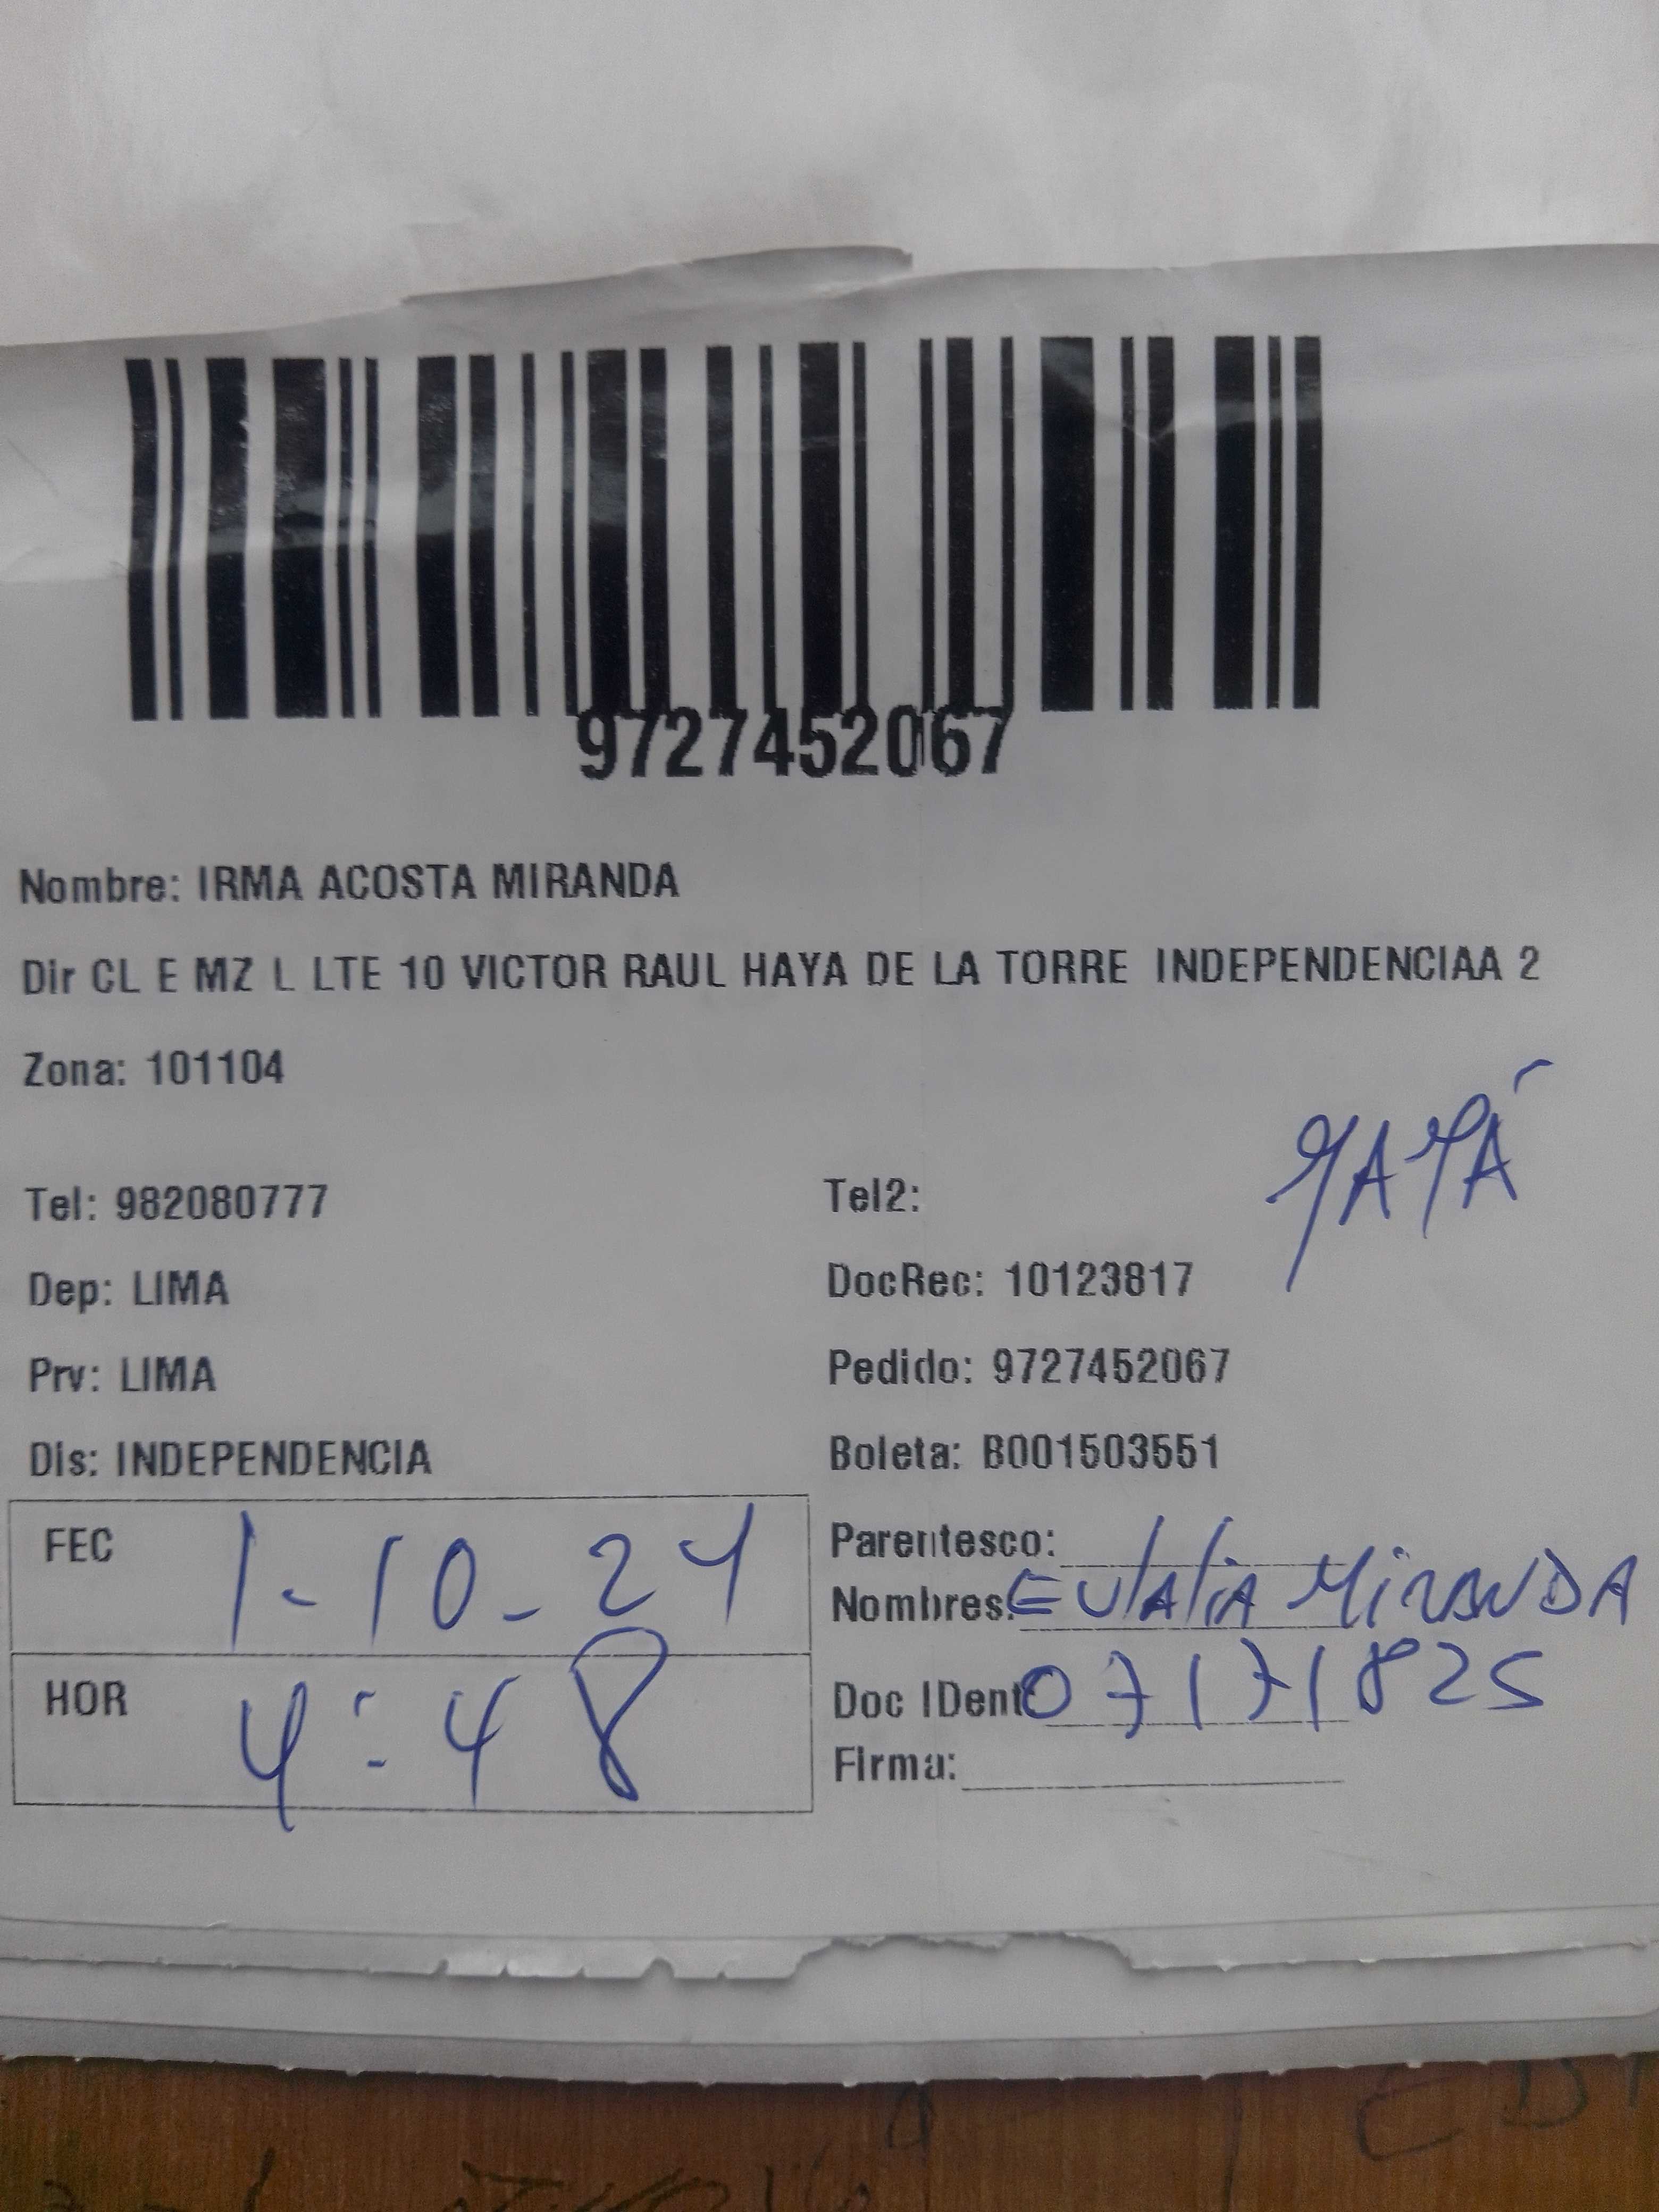 9727452067
Nombre: IRMA ACOSTA MIRANDA
Dir CL E MZ L LTE 10 VICTOR RAUL HAYA DE LA TORRE INDEPENDENCIAA 2
Zona: 101104
Tel: 982080777 Tel2:
Dep: LIMA DocRec: 10123817
Prv: LIMA Pedido: 9727452067
Dis: INDEPENDENCIA Boleta: B001503551
FEC 1-10-24 Parentesco:
Nombres: EULALIA MIRANDA
HOR 4:48 Doc IDent: 07171825
Firma: